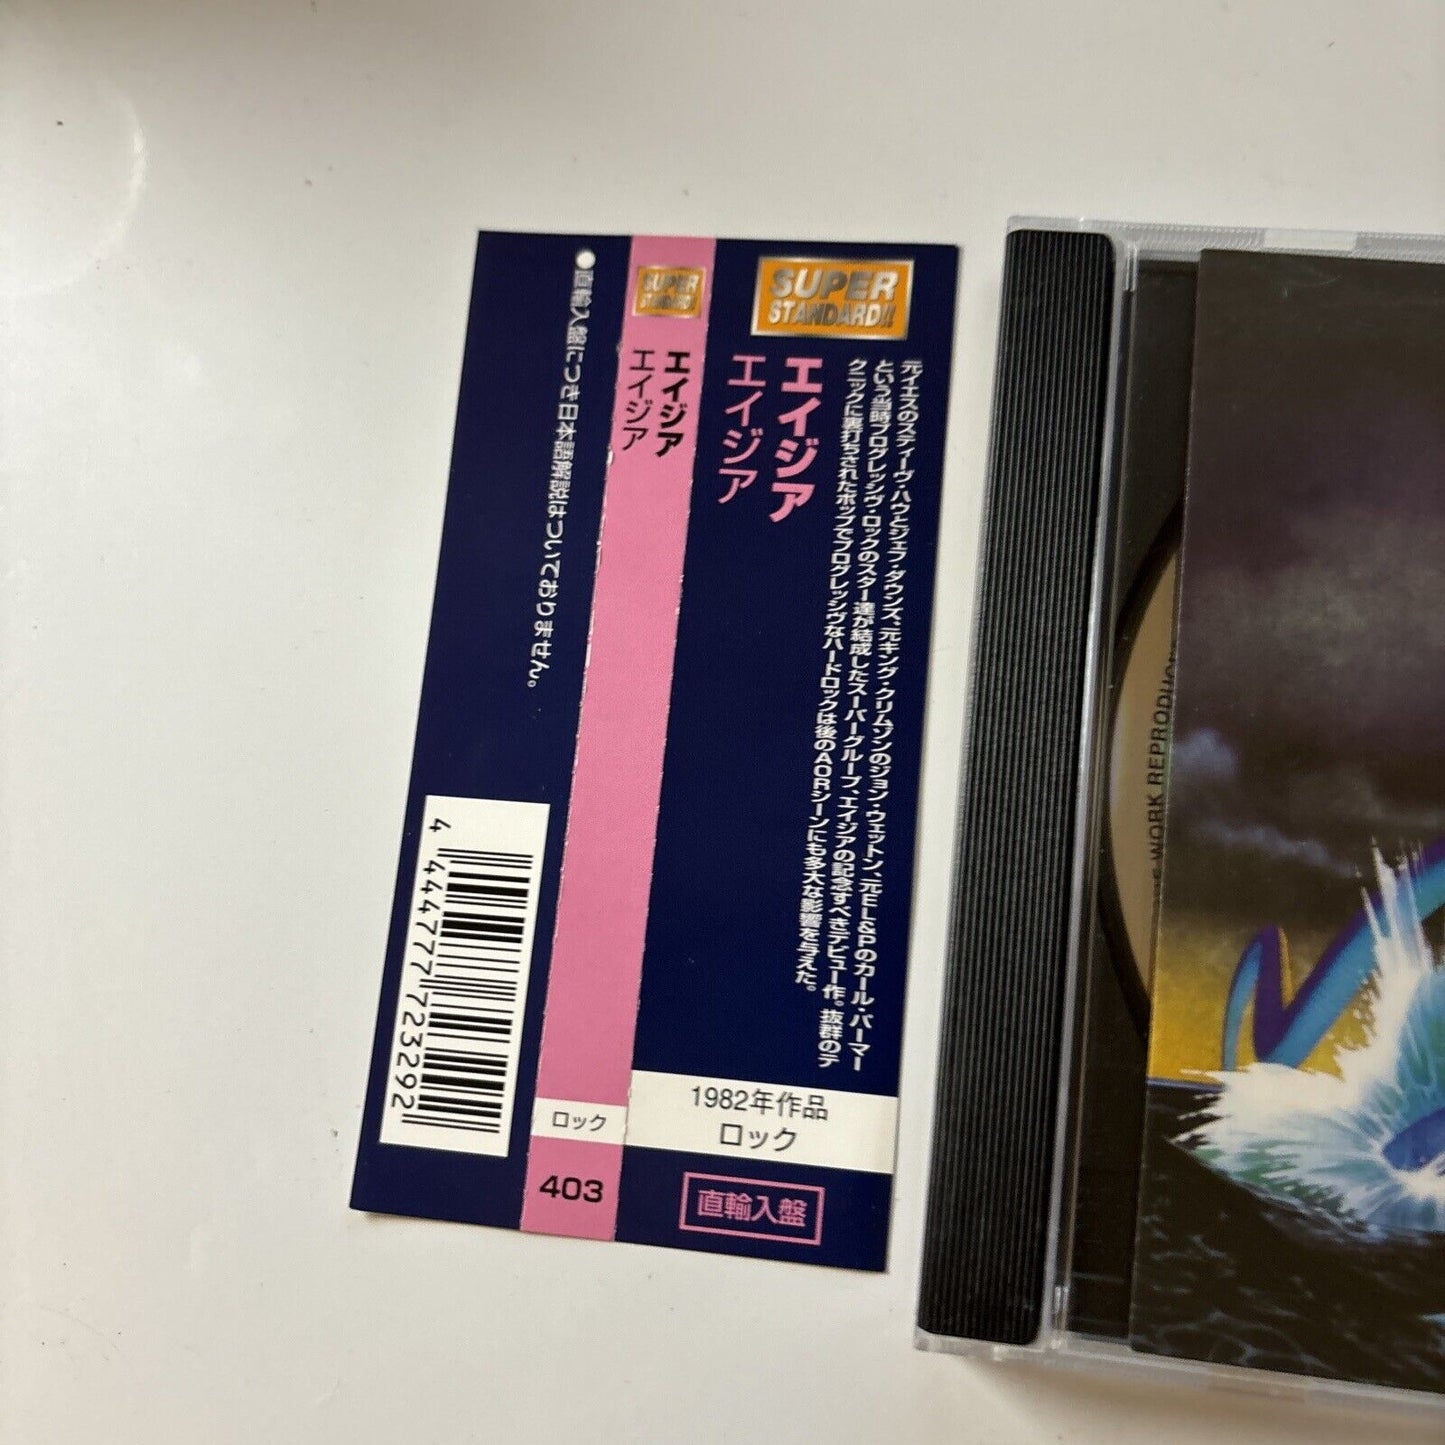 SUPER
STANDARD!!
エイジア
エイジア
元イエスのスティーヴ・ハウとジェフ・ダウンズ、元キング・クリムゾンのジョン・ウェットン、元EL&Pのカール・パーマー
という当時プログレッシヴ・ロックのスター達が結成したスーパーグループ、エイジアの記念すべきデビュー作。抜群のテ
クニックに裏打ちされたポップでプログレッシヴなハードロックは後のAORシーンにも多大な影響を与えた。
1982年作品
ロック
直輸入盤
SUPER
STANDARD!!
エイジア
エイジア
ロック
403
●直輸入盤につき日本語解説はついておりません。
4 444777 723292
WORK REPRODUC